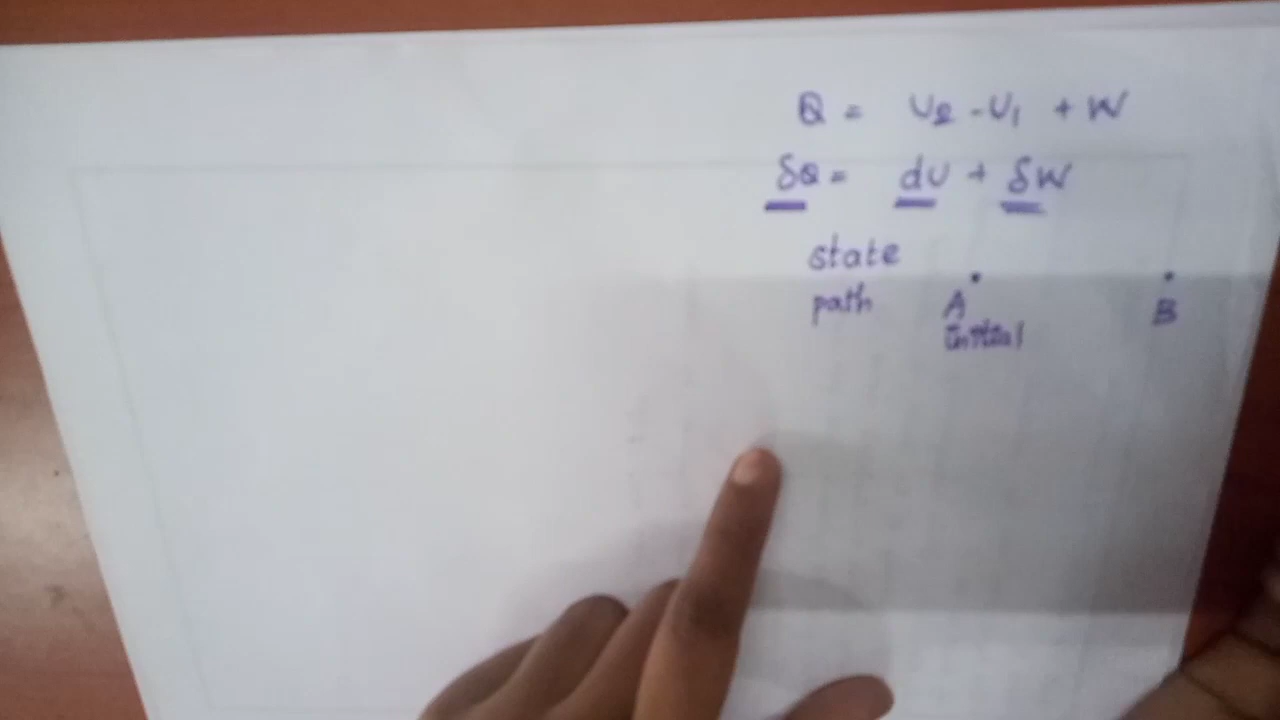 Q = U2 - U1 + W
δQ = dU + δW
state
path A B
initial